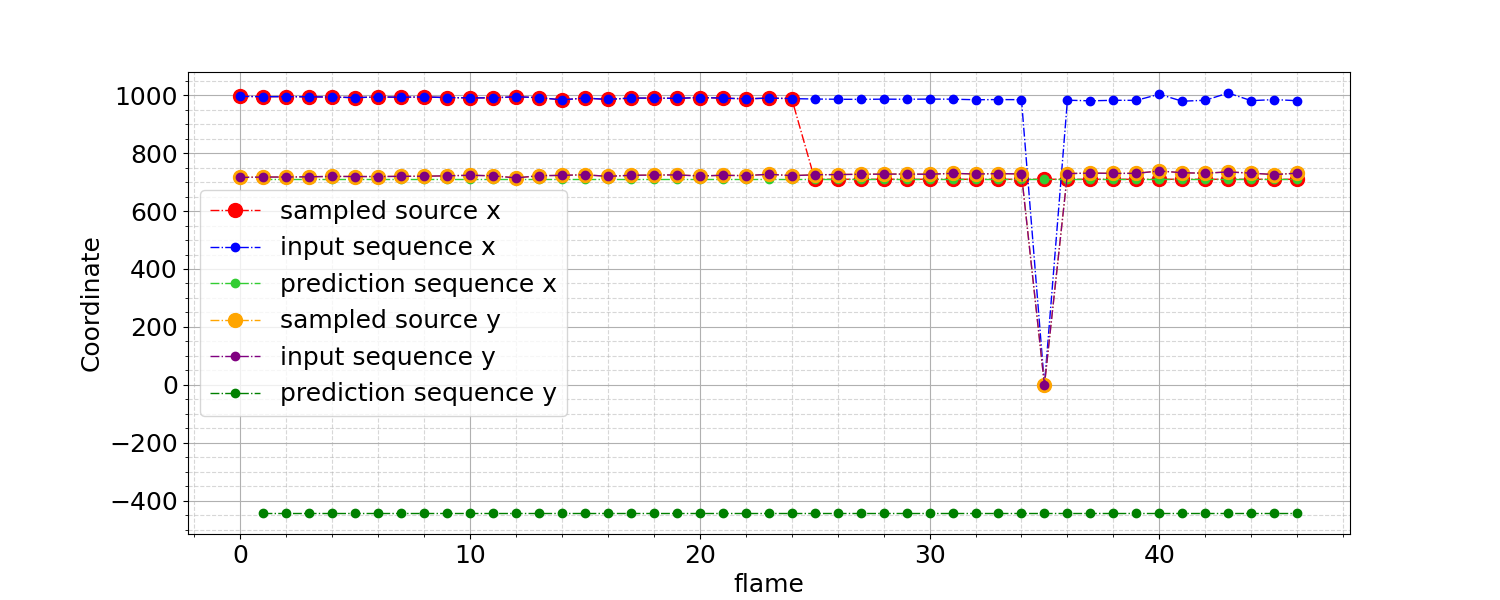 1000
800
600
400
200
0
−200
−400
Coordinate
sampled source x
input sequence x
prediction sequence x
sampled source y
input sequence y
prediction sequence y
0 10 20 30 40
flame